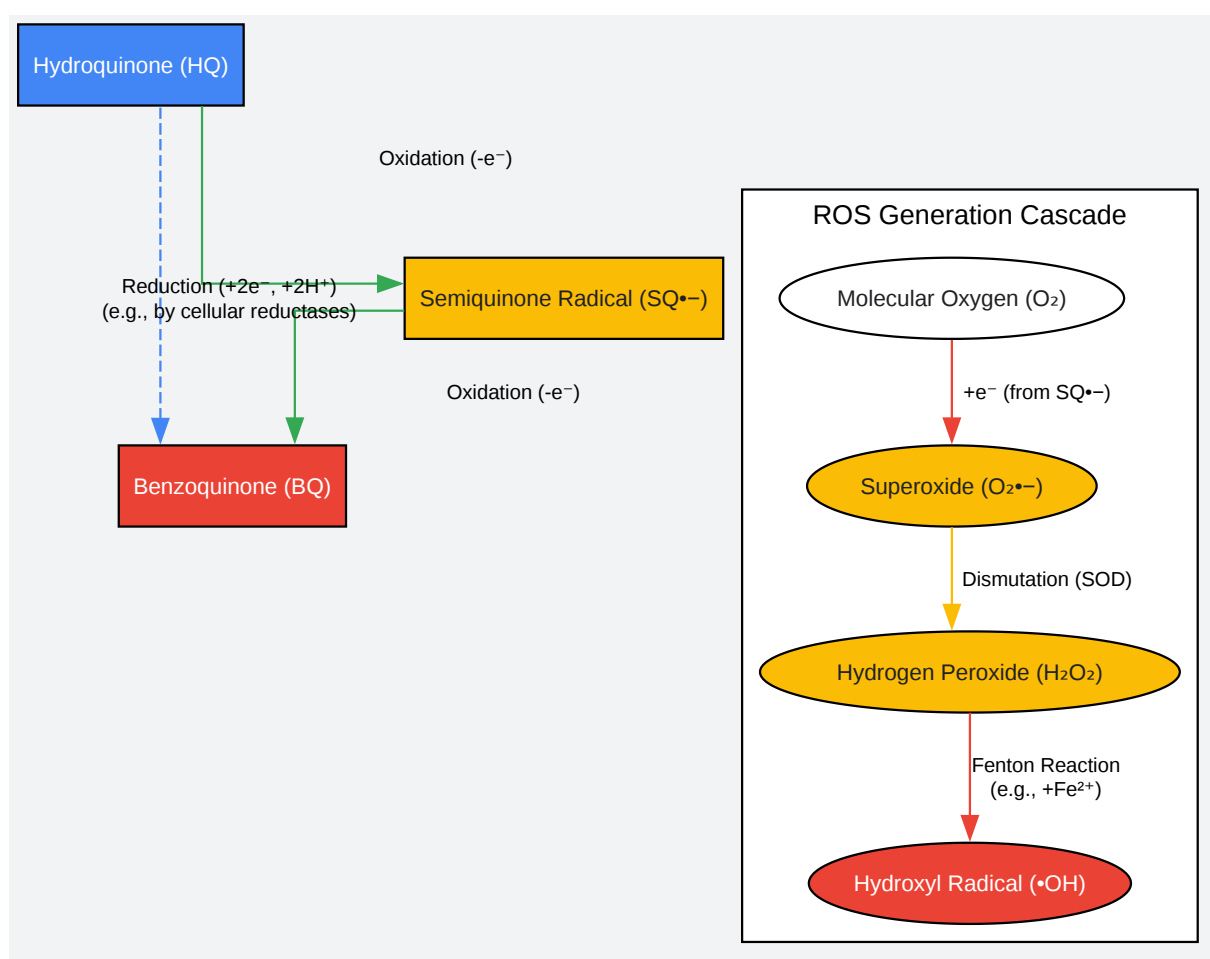 Hydroquinone (HQ)
Oxidation (-e⁻)
ROS Generation Cascade
Reduction (+2e⁻, +2H⁺)
(e.g., by cellular reductases)
Semiquinone Radical (SQ•−)
Molecular Oxygen (O₂)
Oxidation (-e⁻)
+e⁻ (from SQ•−)
Benzoquinone (BQ)
Superoxide (O₂•−)
Dismutation (SOD)
Hydrogen Peroxide (H₂O₂)
Fenton Reaction
(e.g., +Fe²⁺)
Hydroxyl Radical (•OH)